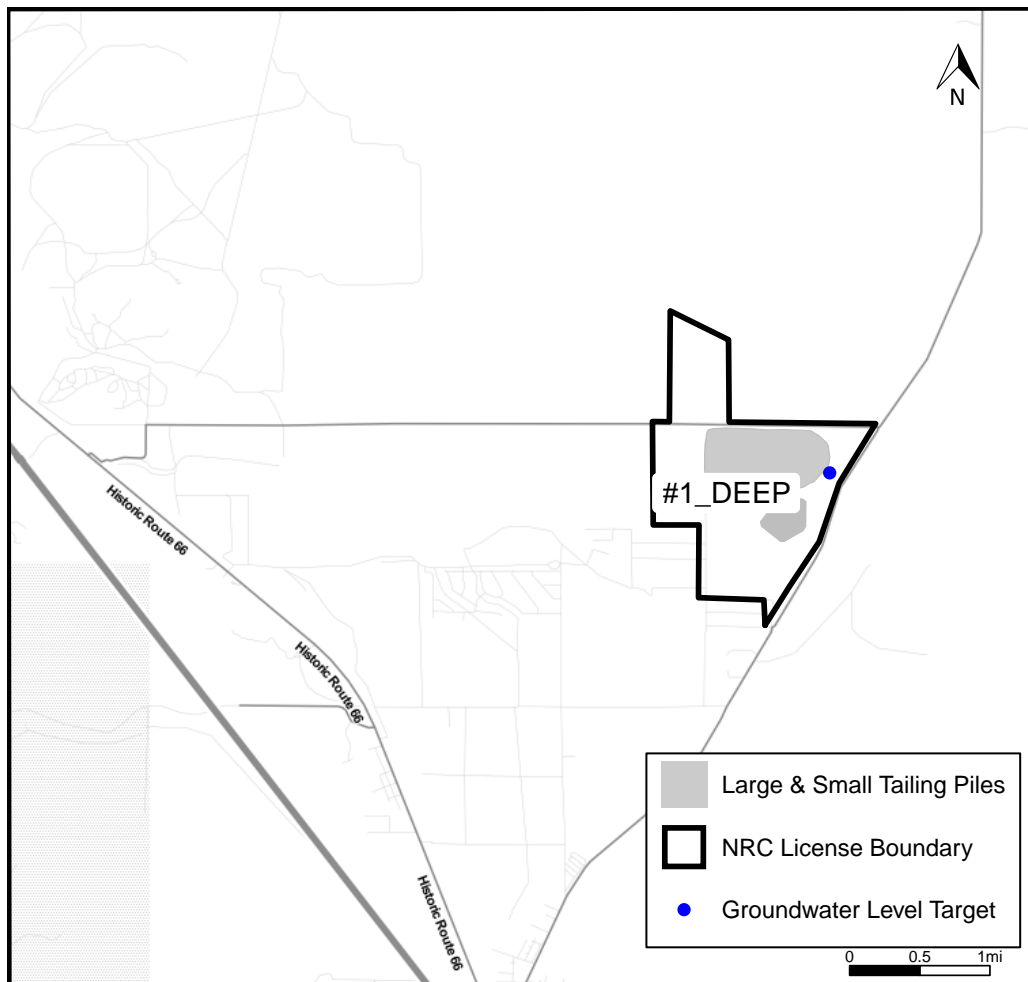 N
#1_DEEP
Historic Route 66
Historic Route 66
Historic Route 66
Large & Small Tailing Piles
NRC License Boundary
Groundwater Level Target
0 0.5 1mi